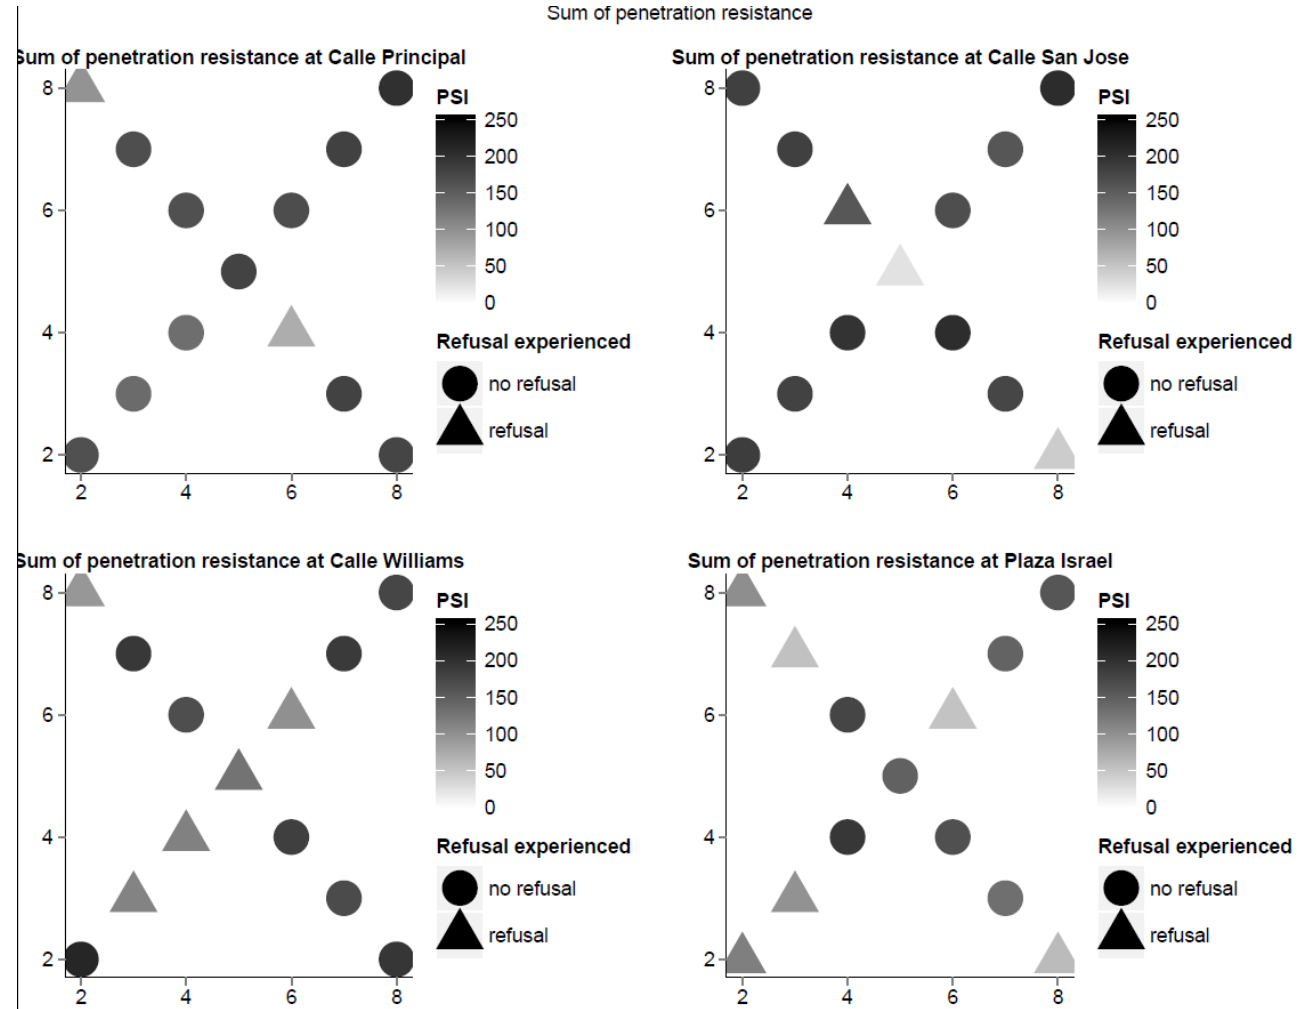 Sum of penetration resistance
Sum of penetration resistance at Calle Principal
8
6
4
2
2 4 6 8
PSI
250
200
150
100
50
0
Refusal experienced
no refusal
refusal
Sum of penetration resistance at Calle San Jose
8
6
4
2
2 4 6 8
PSI
250
200
150
100
50
0
Refusal experienced
no refusal
refusal
Sum of penetration resistance at Calle Williams
8
6
4
2
2 4 6 8
PSI
250
200
150
100
50
0
Refusal experienced
no refusal
refusal
Sum of penetration resistance at Plaza Israel
8
6
4
2
2 4 6 8
PSI
250
200
150
100
50
0
Refusal experienced
no refusal
refusal